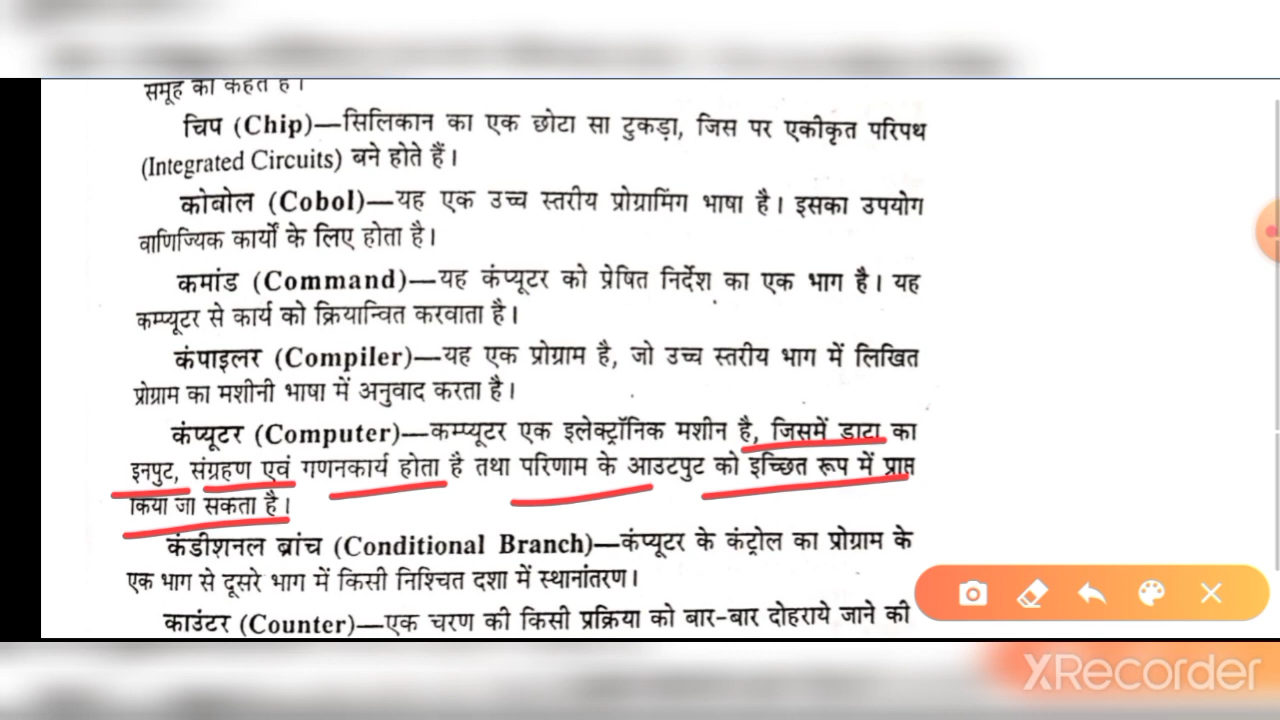 समूह को कहते हैं।
चिप (Chip)—सिलिकान का एक छोटा सा टुकड़ा, जिस पर एकीकृत परिपथ
(Integrated Circuits) बने होते हैं।
कोबोल (Cobol)—यह एक उच्च स्तरीय प्रोग्रामिंग भाषा है। इसका उपयोग
वाणिज्यिक कार्यों के लिए होता है।
कमांड (Command)—यह कंप्यूटर को प्रेषित निर्देश का एक भाग है। यह
कम्प्यूटर से कार्य को क्रियान्वित करवाता है।
कंपाइलर (Compiler)—यह एक प्रोग्राम है, जो उच्च स्तरीय भाग में लिखित
प्रोग्राम का मशीनी भाषा में अनुवाद करता है।
कंप्यूटर (Computer)—कम्प्यूटर एक इलेक्ट्रॉनिक मशीन है, जिसमें डाटा का
इनपुट, संग्रहण एवं गणनकार्य होता है तथा परिणाम के आउटपुट को इच्छित रूप में प्राप्त
किया जा सकता है।
कंडीशनल ब्रांच (Conditional Branch)—कंप्यूटर के कंट्रोल का प्रोग्राम के
एक भाग से दूसरे भाग में किसी निश्चित दशा में स्थानांतरण।
काउंटर (Counter)—एक चरण की किसी प्रक्रिया को बार-बार दोहराये जाने की
XRecorder